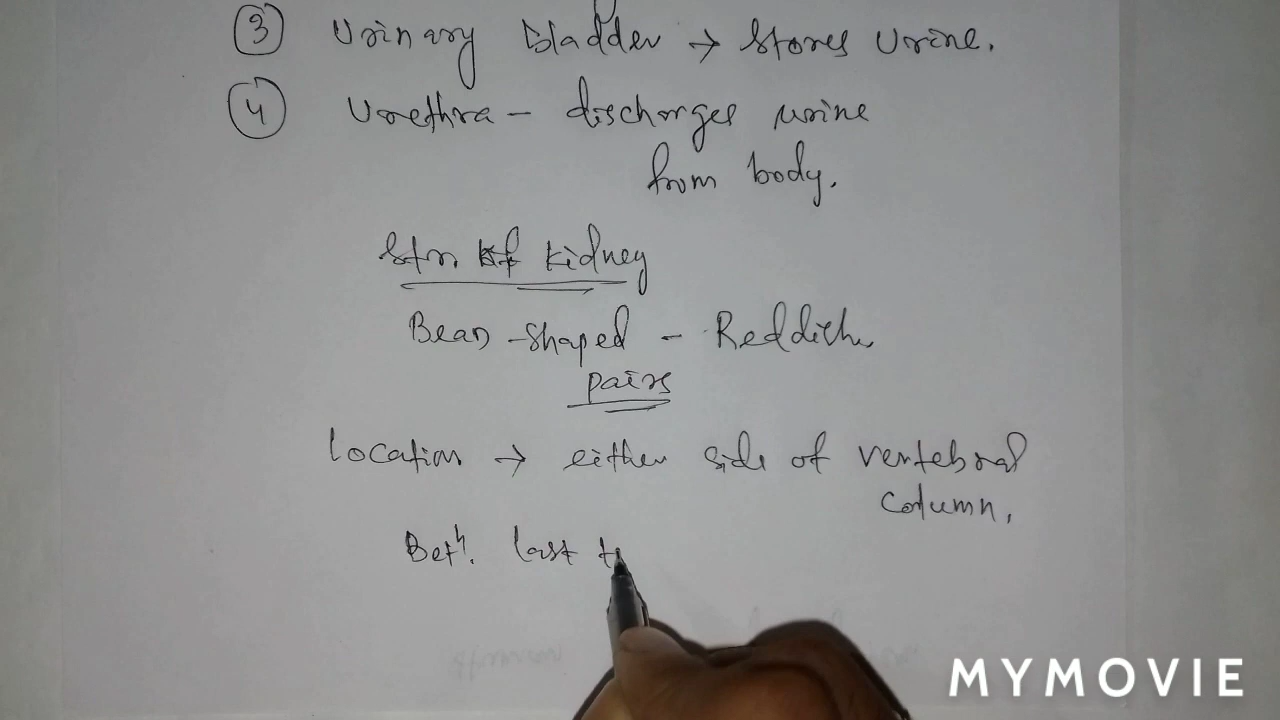 ③ Urinary Bladder → Stores Urine.
④ Urethra – discharges urine
from body.
Str. of kidney
Bean-shaped – Reddish
pairs
Location → either side of vertebral
column.
Betⁿ. last t
MYMOVIE